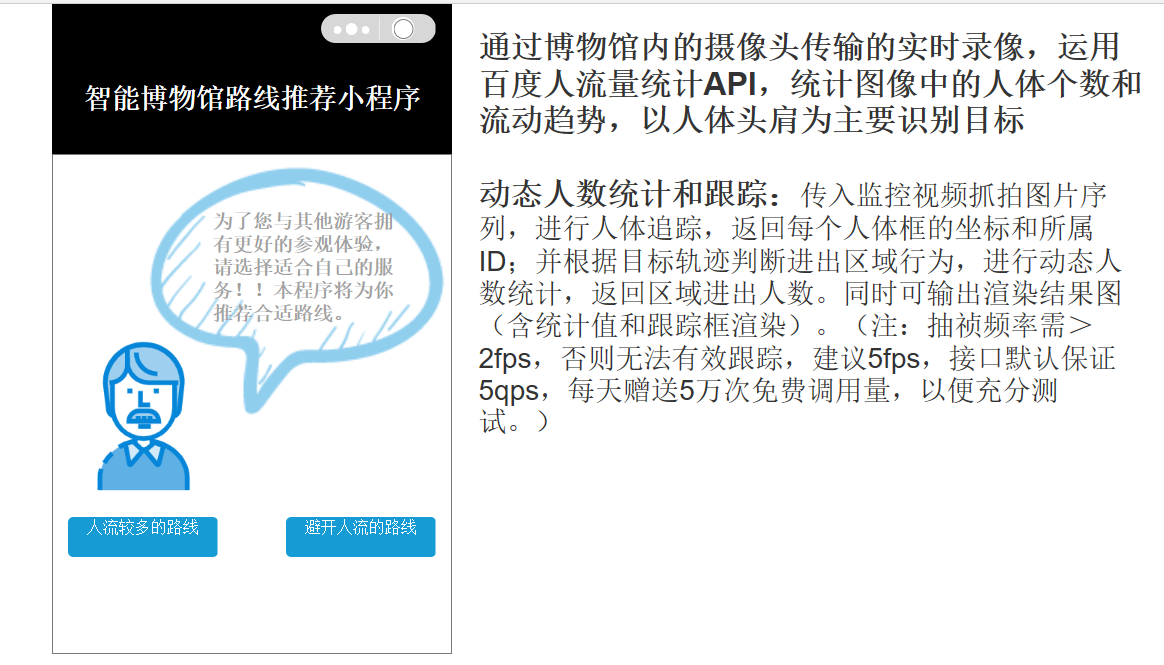 智能博物馆路线推荐小程序
为了您与其他游客拥
有更好的参观体验，
请选择适合自己的服
务！！本程序将为你
推荐合适路线。
人流较多的路线
避开人流的路线
通过博物馆内的摄像头传输的实时录像，运用
百度人流量统计API，统计图像中的人体个数和
流动趋势，以人体头肩为主要识别目标
动态人数统计和跟踪：传入监控视频抓拍图片序
列，进行人体追踪，返回每个人体框的坐标和所属
ID；并根据目标轨迹判断进出区域行为，进行动态人
数统计，返回区域进出人数。同时可输出渲染结果图
（含统计值和跟踪框渲染）。（注：抽祯频率需＞
2fps，否则无法有效跟踪，建议5fps，接口默认保证
5qps，每天赠送5万次免费调用量，以便充分测
试。）